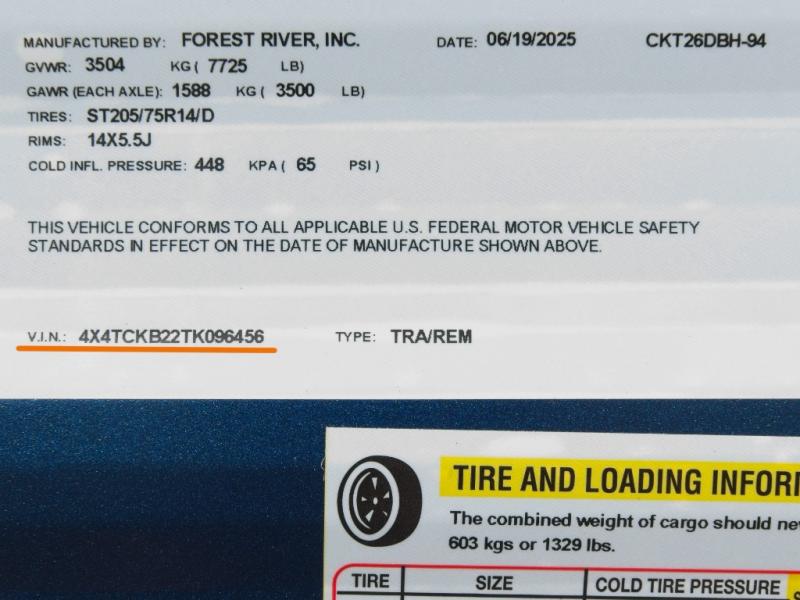 MANUFACTURED BY: FOREST RIVER, INC. DATE: 06/19/2025 CKT26DBH-94
GVWR: 3504 KG ( 7725 LB)
GAWR (EACH AXLE): 1588 KG ( 3500 LB)
TIRES: ST205/75R14/D
RIMS: 14X5.5J
COLD INFL. PRESSURE: 448 KPA ( 65 PSI )
THIS VEHICLE CONFORMS TO ALL APPLICABLE U.S. FEDERAL MOTOR VEHICLE SAFETY
STANDARDS IN EFFECT ON THE DATE OF MANUFACTURE SHOWN ABOVE.
V.I.N.: 4X4TCKB22TK096456 TYPE: TRA/REM
TIRE AND LOADING INFOR
The combined weight of cargo should ne
603 kgs or 1329 lbs.
TIRE SIZE COLD TIRE PRESSURE